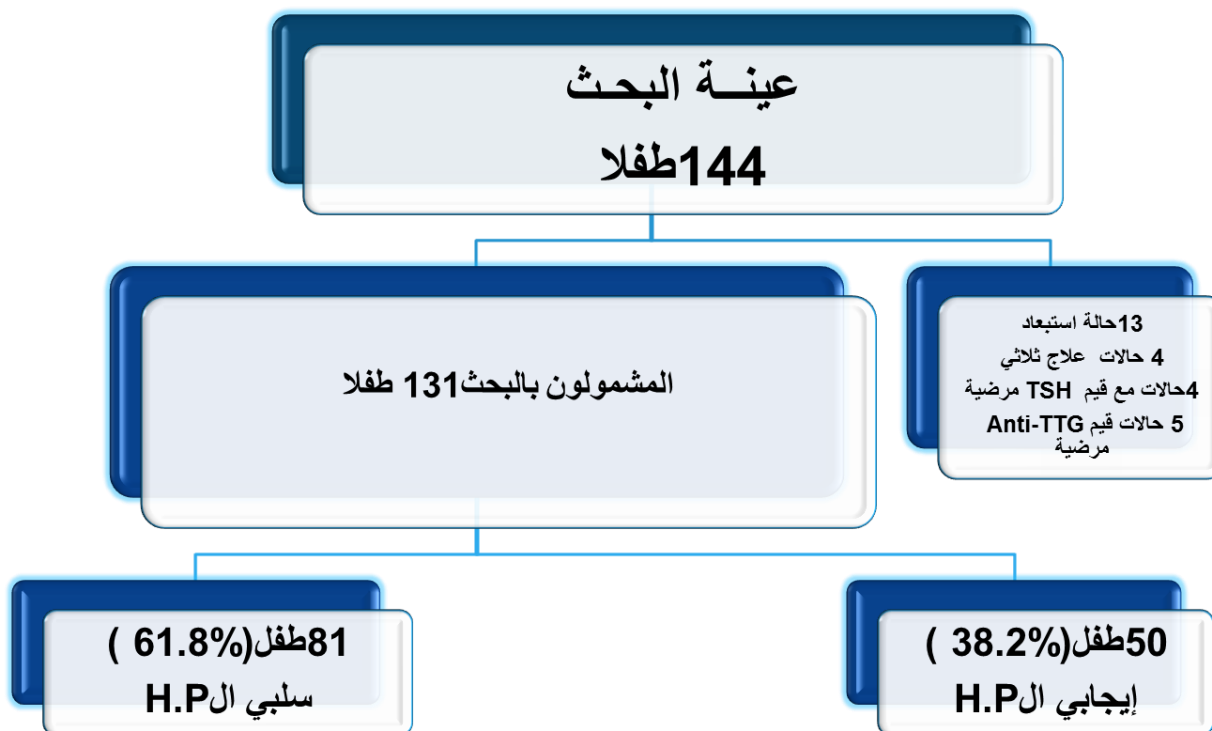 عينــة البحـث
144طفلا
13حالة استبعاد
4 حالات علاج ثلاثي
4حالات مع قيم TSH مرضية
5 حالات قيم Anti-TTG
مرضية
المشمولون بالبحث131 طفلا
50طفل(38.2% )
إيجابي الH.P
81طفل(61.8% )
سلبي الH.P